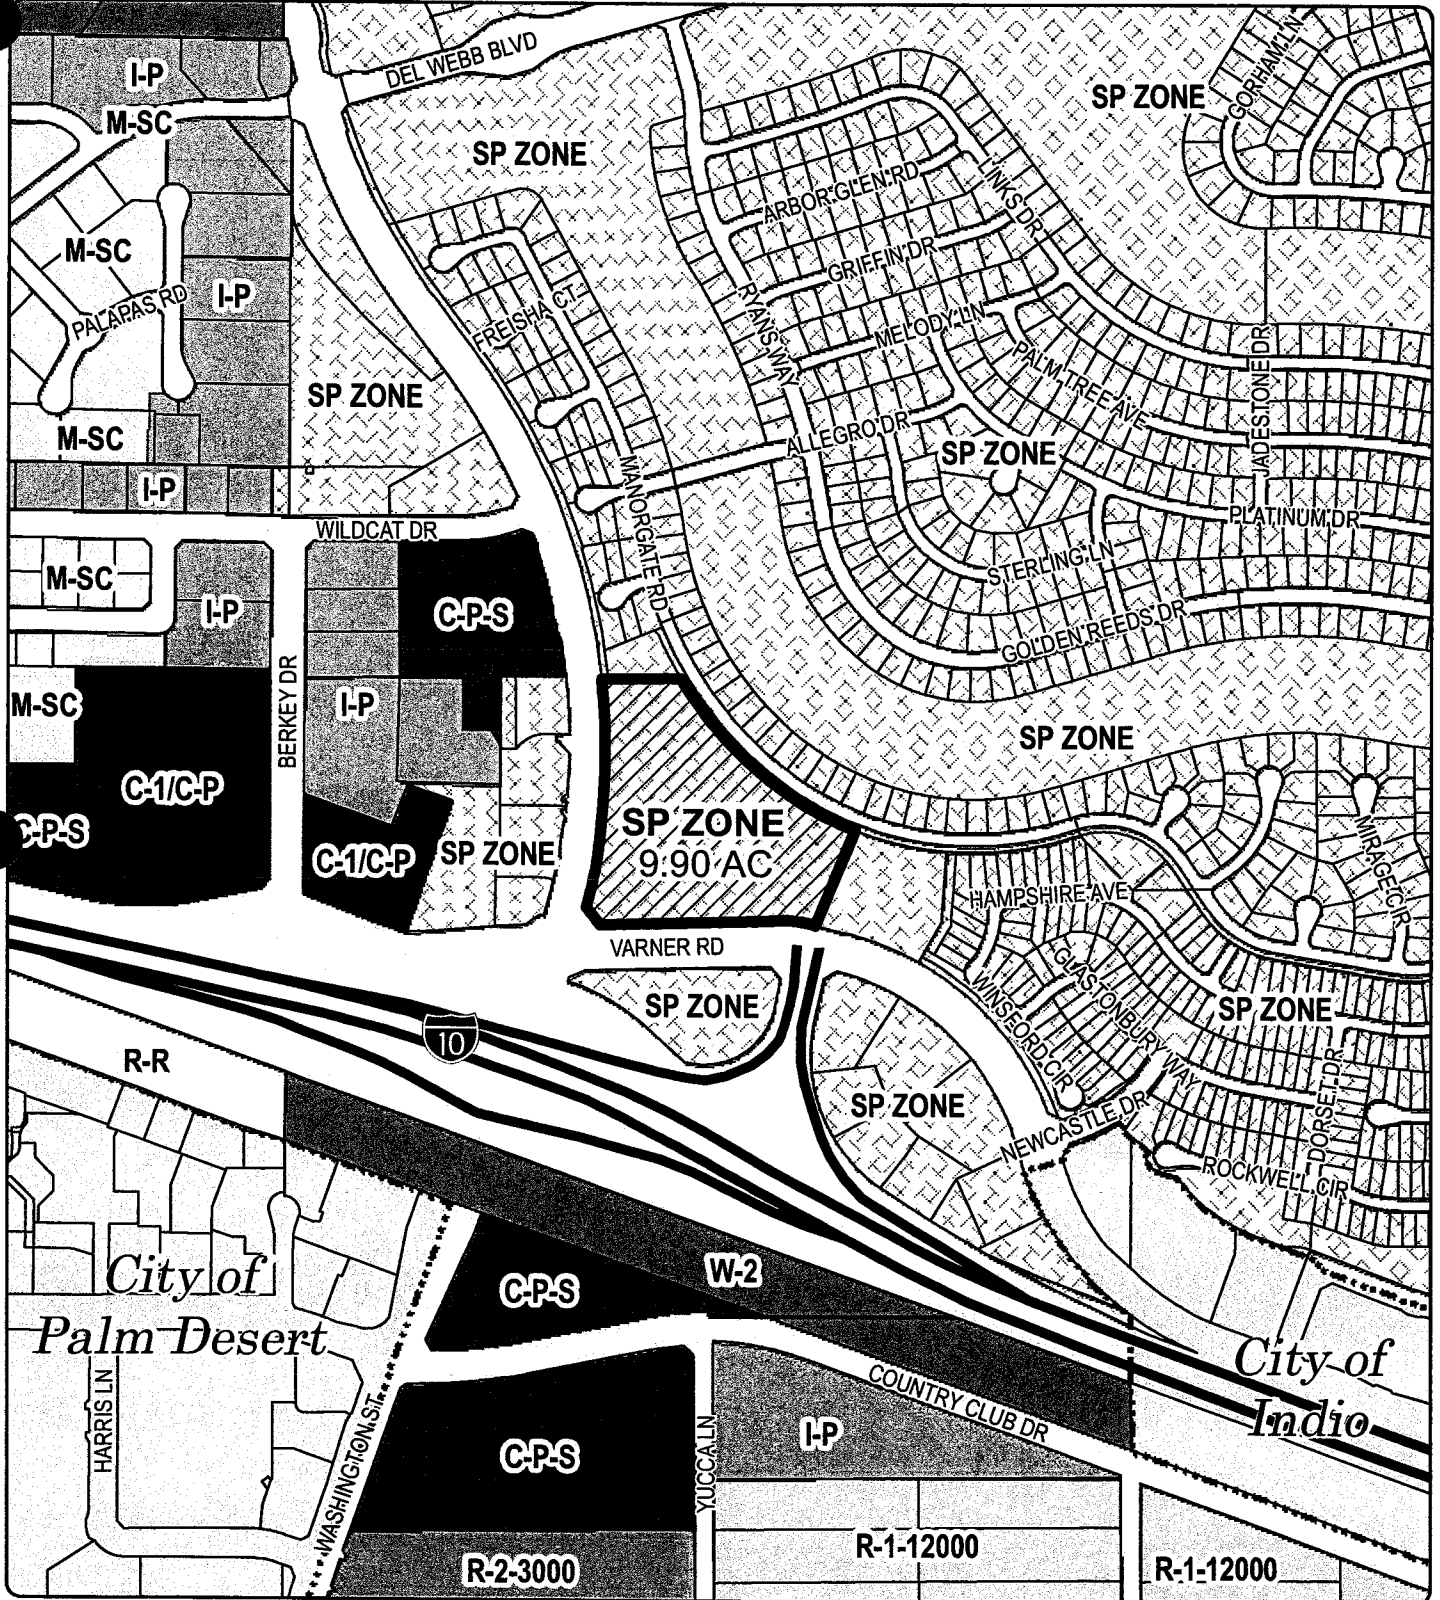 DEL WEBB BLVD
I-P
M-SC
SP ZONE
SP ZONE
GORHAM LN
ARBOR GLEN RD
LINKS DR
M-SC
PALAPAS RD
I-P
GRIFFIN DR
FREISHA CT
RYANS WAY
MELODY LN
PALM TREE AVE
JADESTONE DR
SP ZONE
M-SC
ALLEGRO DR
SP ZONE
I-P
MANORGATE RD
PLATINUM DR
WILDCAT DR
STERLING LN
M-SC
I-P
C-P-S
GOLDEN REEDS DR
BERKEY DR
M-SC
I-P
SP ZONE
C-1/C-P
SP ZONE
9.90 AC
C-P-S
C-1/C-P
SP ZONE
MIRAGE CIR
HAMPSHIRE AVE
VARNER RD
GLASTONBURY WAY
WINSFORD CIR
SP ZONE
SP ZONE
10
R-R
SP ZONE
DORSET DR
NEWCASTLE DR
ROCKWELL CIR
City of
Palm Desert
C-P-S
W-2
City of
Indio
HARRIS LN
WASHINGTON ST
COUNTRY CLUB DR
C-P-S
YUCCA LN
I-P
R-2-3000
R-1-12000
R-1-12000